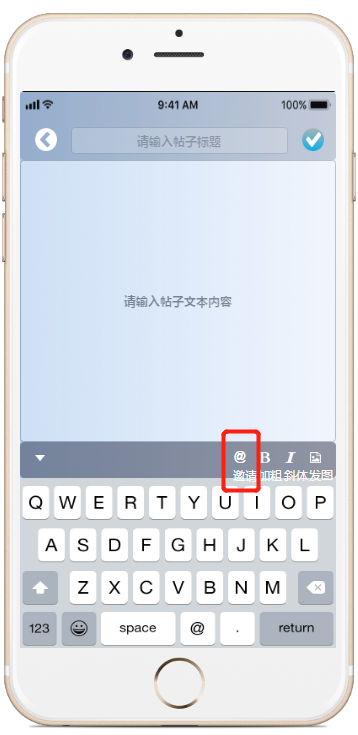 9:41 AM 100%
请输入帖子标题
请输入帖子文本内容
@ B I
邀请 加粗 斜体 发图
Q W E R T Y U I O P
A S D F G H J K L
Z X C V B N M
123 space @ . return